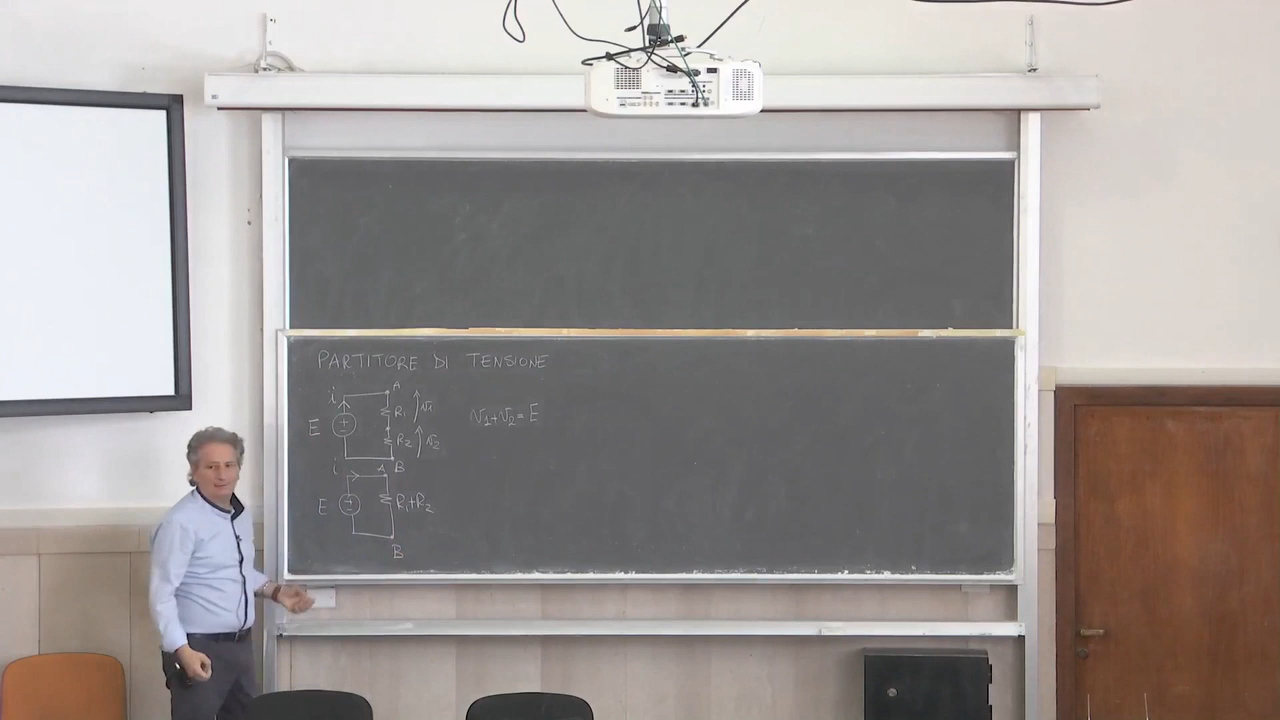 PARTITORE DI TENSIONE
i
A
E
±
R1
v1
v1+v2=E
R2
v2
B
i
A
E
±
R1+R2
B